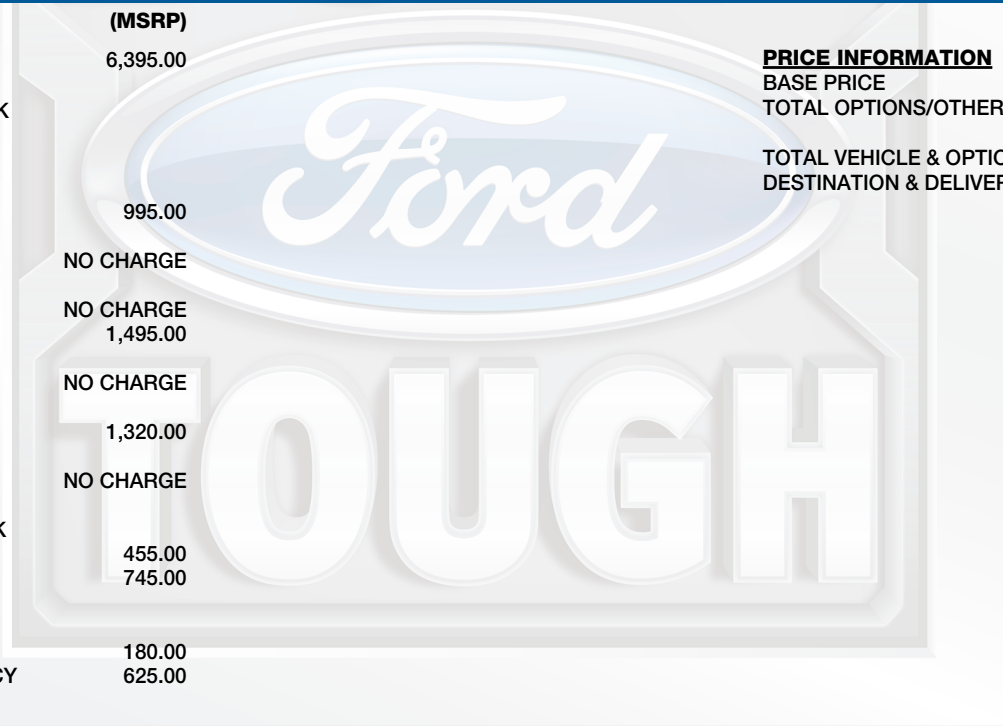 (MSRP)
6,395.00
K
995.00
NO CHARGE
NO CHARGE
1,495.00
NO CHARGE
1,320.00
NO CHARGE
K
455.00
745.00
180.00
CY 625.00
PRICE INFORMATION
BASE PRICE
TOTAL OPTIONS/OTHER
TOTAL VEHICLE & OPTIO
DESTINATION & DELIVER
Ford
TOUGH